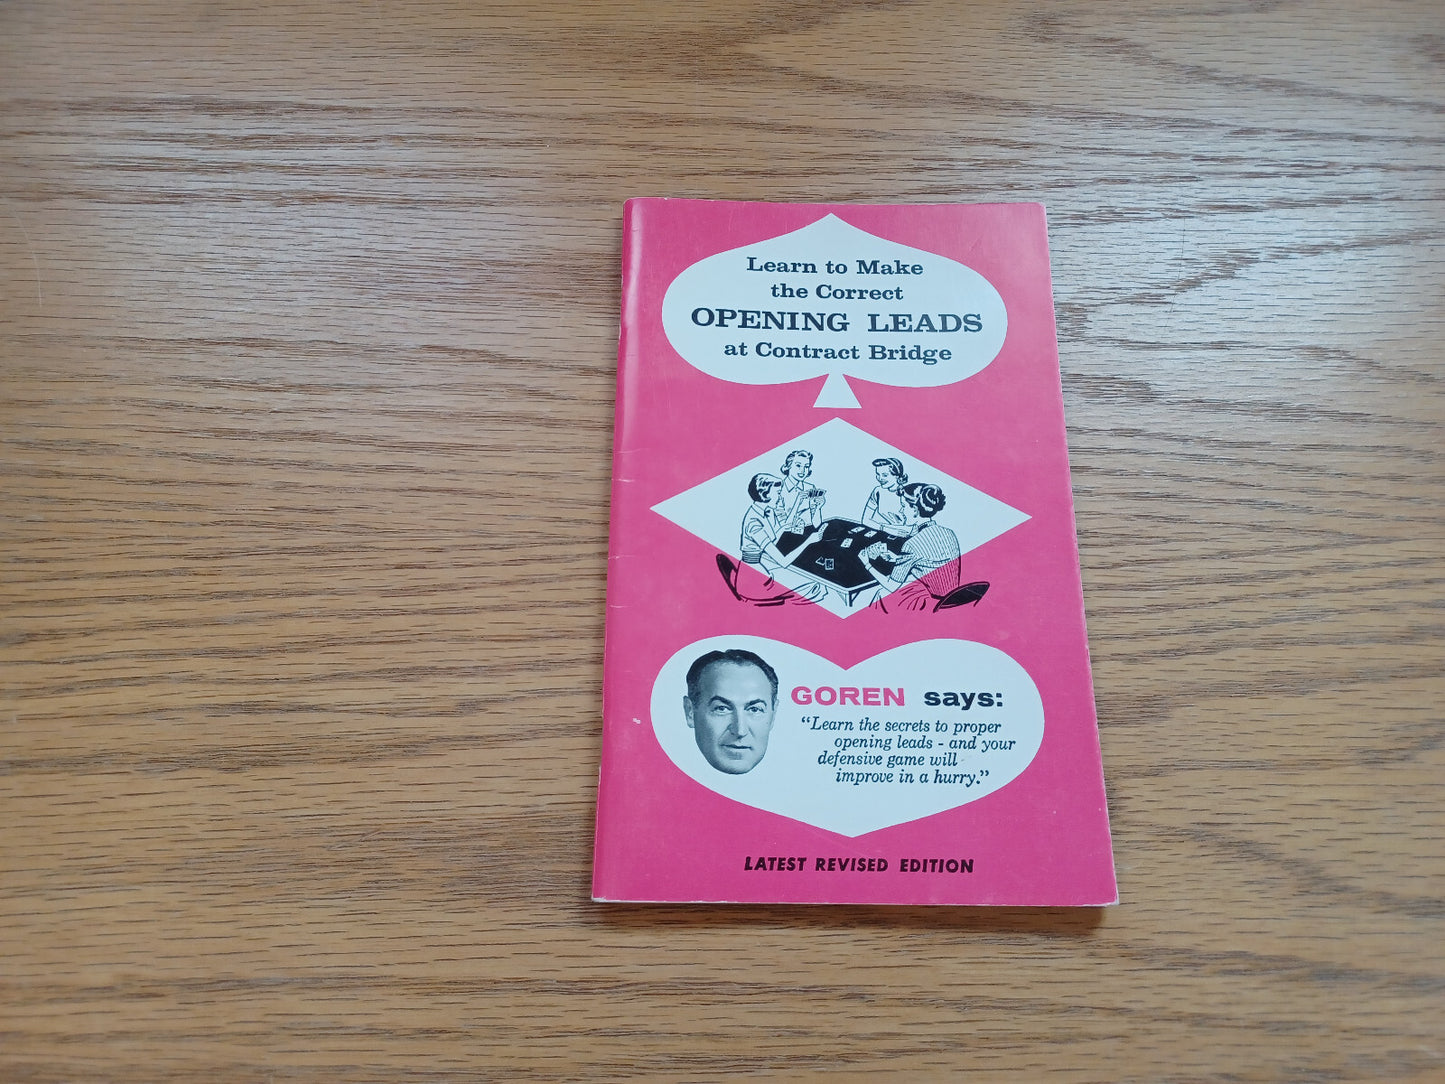 Learn to Make
the Correct
OPENING LEADS
at Contract Bridge
GOREN says:
"Learn the secrets to proper
opening leads - and your
defensive game will
improve in a hurry."
LATEST REVISED EDITION